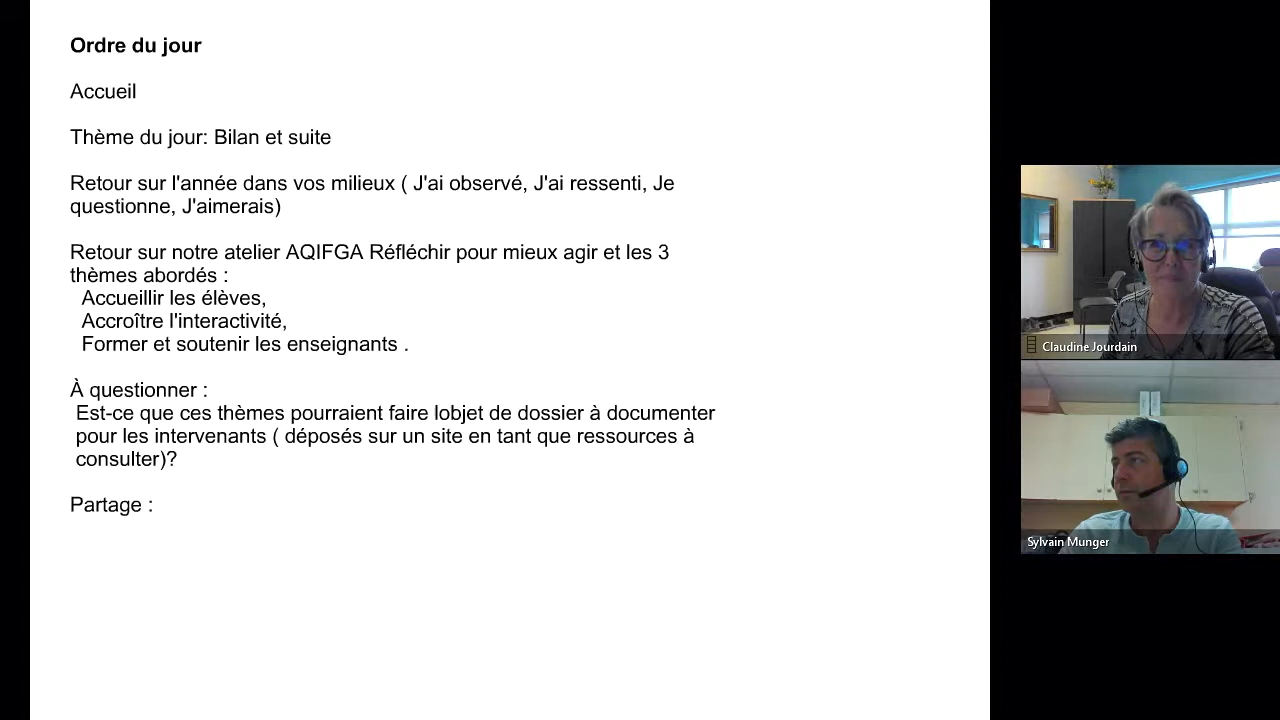 Ordre du jour
Accueil
Thème du jour: Bilan et suite
Retour sur l'année dans vos milieux ( J'ai observé, J'ai ressenti, Je
questionne, J'aimerais)
Retour sur notre atelier AQIFGA Réfléchir pour mieux agir et les 3
thèmes abordés :
Accueillir les élèves,
Accroître l'interactivité,
Former et soutenir les enseignants .
À questionner :
Est-ce que ces thèmes pourraient faire lobjet de dossier à documenter
pour les intervenants ( déposés sur un site en tant que ressources à
consulter)?
Partage :
Claudine Jourdain
Sylvain Munger